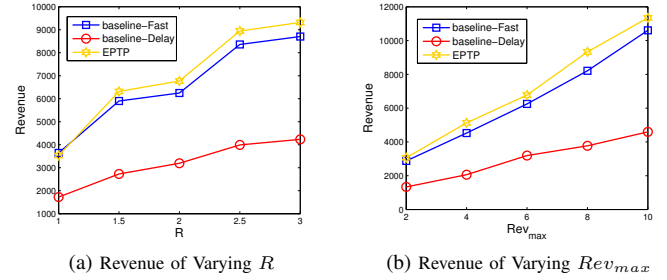 10000
9000
8000
7000
6000
5000
4000
3000
2000
1000
Revenue
baseline-Fast
baseline-Delay
EPTP
1 1.5 2 2.5 3
R
(a) Revenue of Varying R
12000
10000
8000
6000
4000
2000
0
Revenue
baseline-Fast
baseline-Delay
EPTP
2 4 6 8 10
Rev_max
(b) Revenue of Varying Rev_max